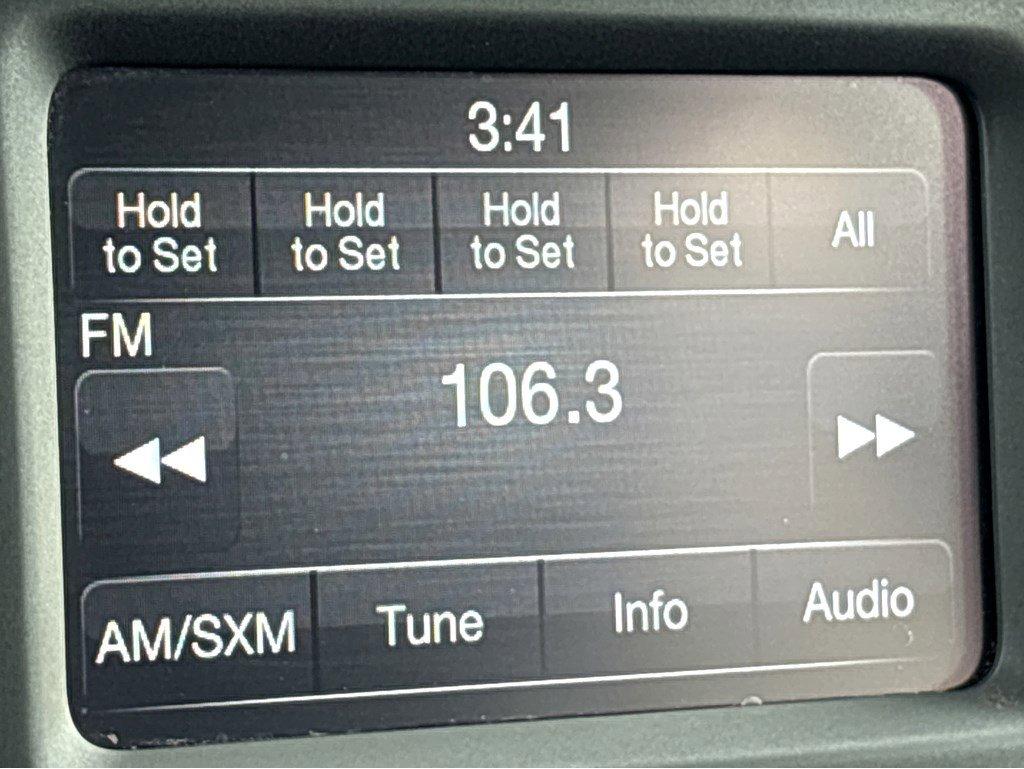 3:41
Hold to Set
Hold to Set
Hold to Set
Hold to Set
All
FM
106.3
AM/SXM
Tune
Info
Audio